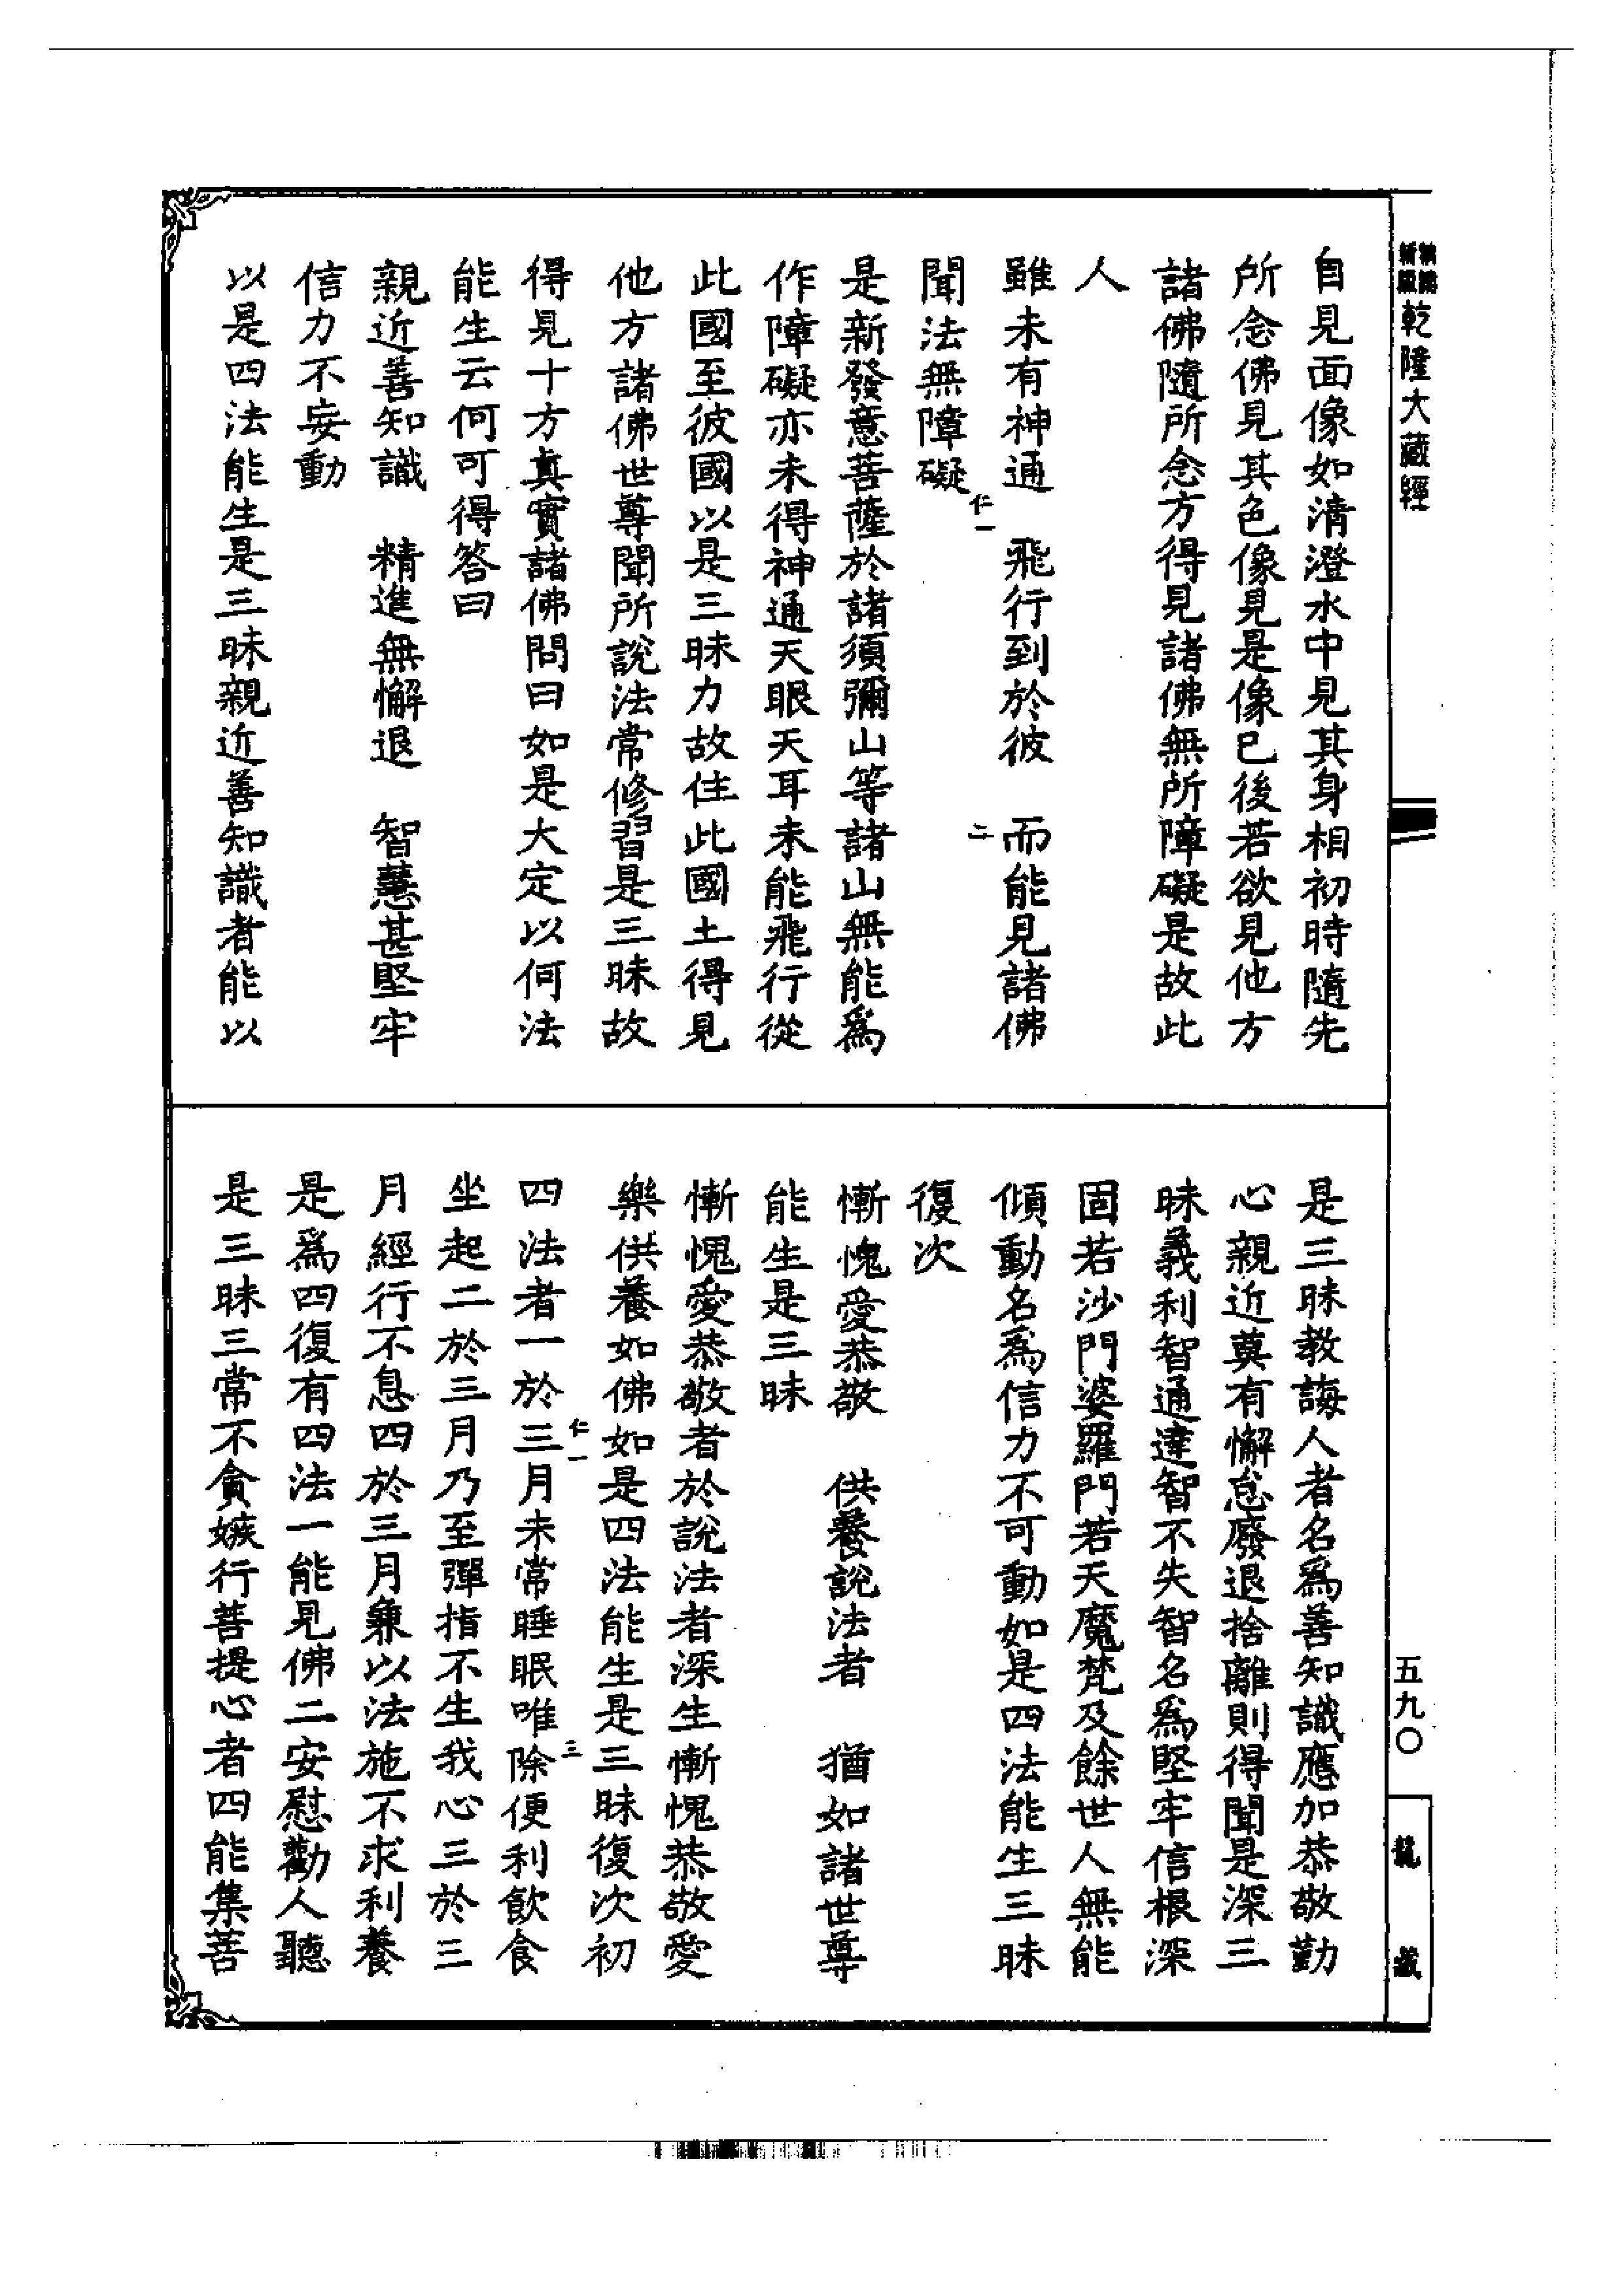 乾隆大藏經
自見面像如清澄水中見其身相初時隨先
所念佛見其色像見是像已後若欲見他方
諸佛隨所念方得見諸佛無所障礙是故此
人
雖未有神通　飛行到於彼　而能見諸佛
聞法無障礙
仁一
二
是新發意菩薩於諸須彌山等諸山無能為
作障礙亦未得神通天眼天耳未能飛行從
此國至彼國以是三昧力故住此國土得見
他方諸佛世尊聞所說法常修習是三昧故
得見十方真實諸佛問曰如是大定以何法
能生云何可得答曰
親近善知識　精進無懈退　智慧甚堅牢
信力不妄動
以是四法能生是三昧親近善知識者能以
五九〇
龍藏
是三昧教誨人者名為善知識應加恭敬勤
心親近莫有懈怠廢退捨離則得聞是深三
昧義利智通達智不失智名為堅牢信根深
固若沙門婆羅門若天魔梵及餘世人無能
傾動名為信力不可動如是四法能生三昧
復次
慚愧愛恭敬　供養說法者　猶如諸世尊
能生是三昧
慚愧愛恭敬者於說法者深生慚愧恭敬愛
樂供養如佛如是四法能生是三昧復次初
仁一
三
四法者一於三月未常睡眠唯除便利飲食
坐起二於三月乃至彈指不生我心三於三
月經行不息四於三月兼以法施不求利養
是為四復有四法一能見佛二安慰勸人聽
是三昧三常不貪嫉行菩提心者四能集菩